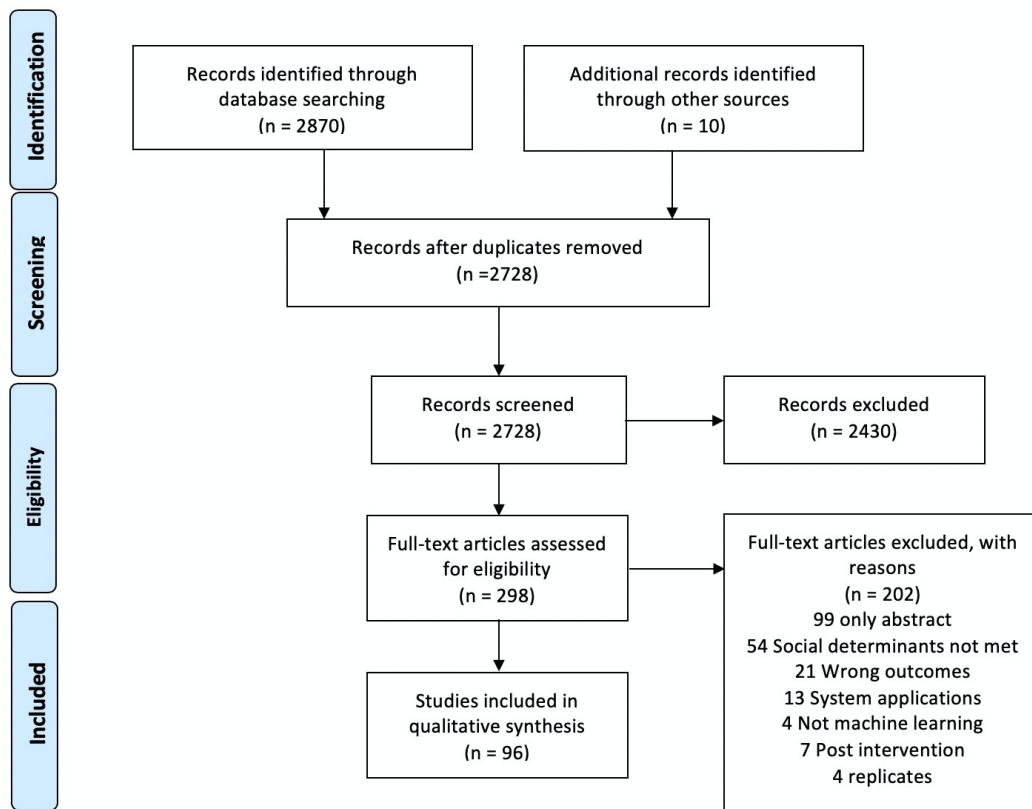 Identification
Records identified through
database searching
(n = 2870)
Additional records identified
through other sources
(n = 10)
Screening
Records after duplicates removed
(n =2728)
Eligibility
Records screened
(n = 2728)
Records excluded
(n = 2430)
Full-text articles assessed
for eligibility
(n = 298)
Full-text articles excluded, with
reasons
(n = 202)
99 only abstract
54 Social determinants not met
21 Wrong outcomes
13 System applications
4 Not machine learning
7 Post intervention
4 replicates
Included
Studies included in
qualitative synthesis
(n = 96)